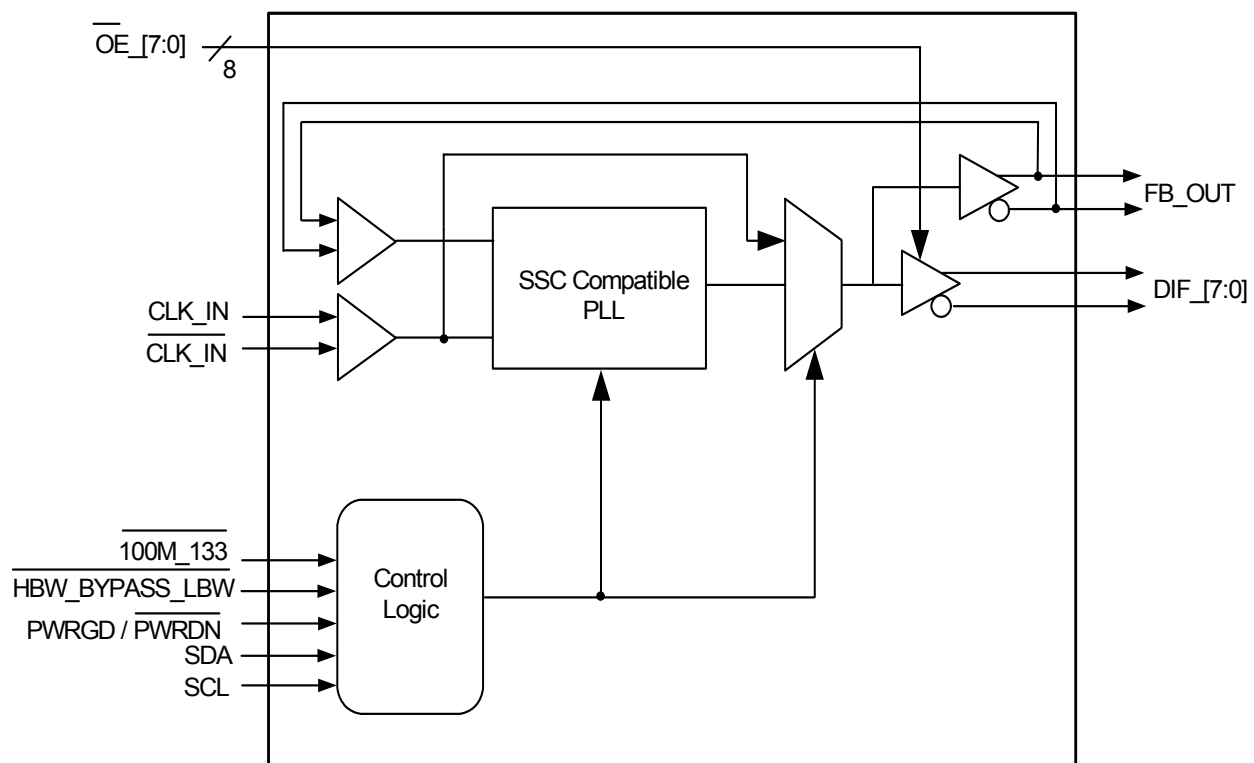 OE_[7:0]
8
FB_OUT
SSC Compatible
PLL
DIF_[7:0]
CLK_IN
CLK_IN
100M_133
HBW_BYPASS_LBW
PWRGD / PWRDN
SDA
SCL
Control
Logic